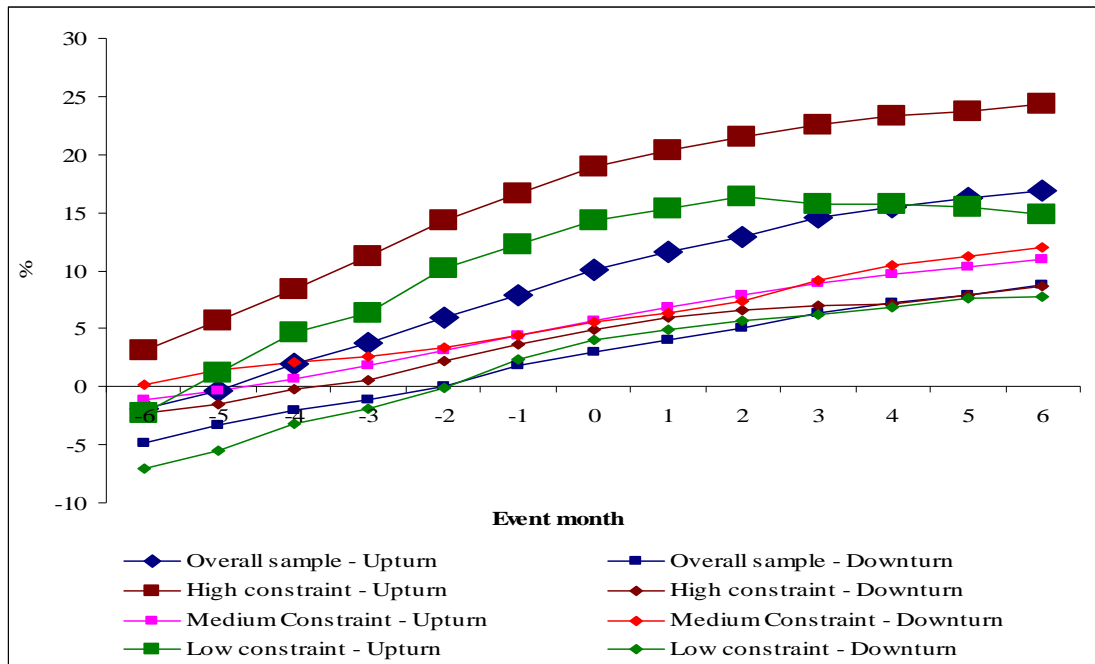 30
25
20
15
10
5
0
-5
-10
%
-6 -5 -4 -3 -2 -1 0 1 2 3 4 5 6
Event month
Overall sample - Upturn Overall sample - Downturn
High constraint - Upturn High constraint - Downturn
Medium Constraint - Upturn Medium Constraint - Downturn
Low constraint - Upturn Low constraint - Downturn